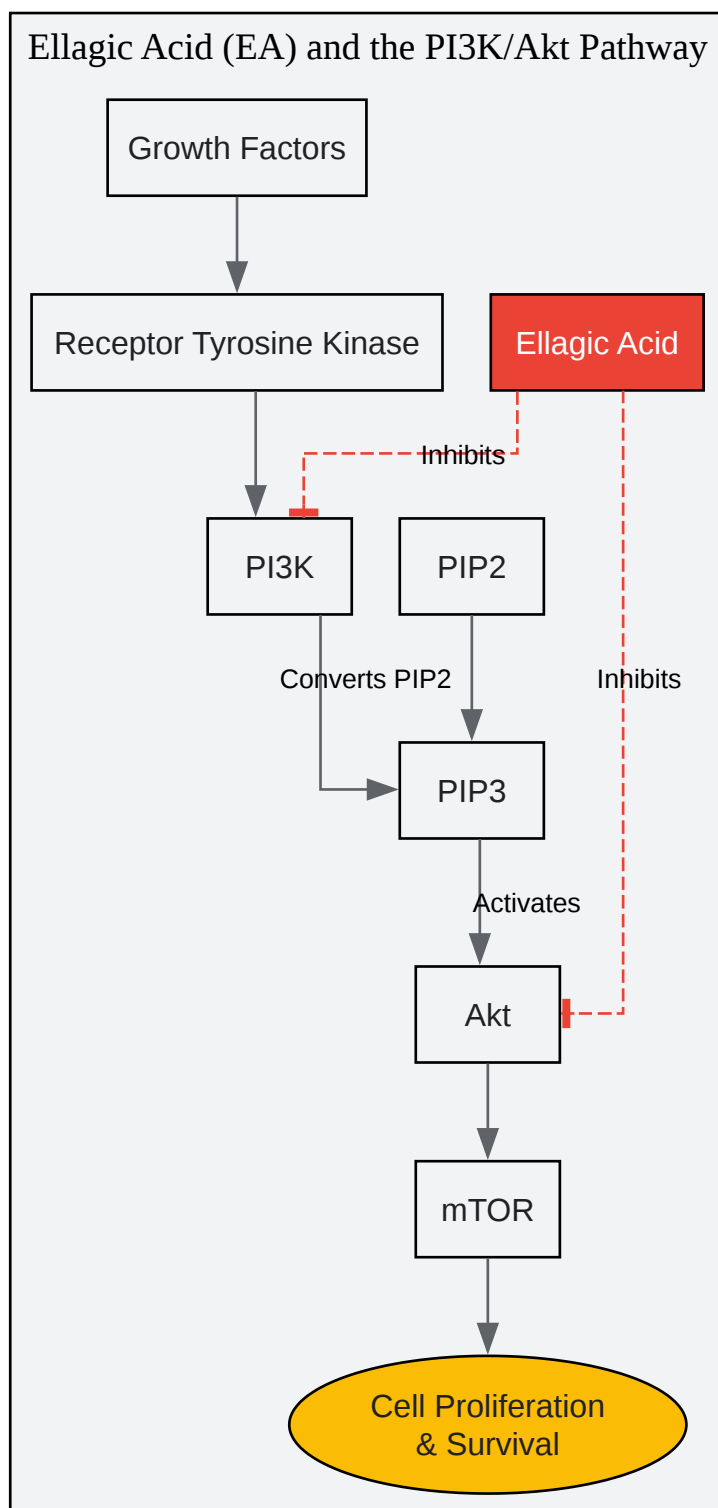 Ellagic Acid (EA) and the PI3K/Akt Pathway
Growth Factors
Receptor Tyrosine Kinase
Ellagic Acid
Inhibits
PI3K
PIP2
Converts PIP2
Inhibits
PIP3
Activates
Akt
mTOR
Cell Proliferation
& Survival